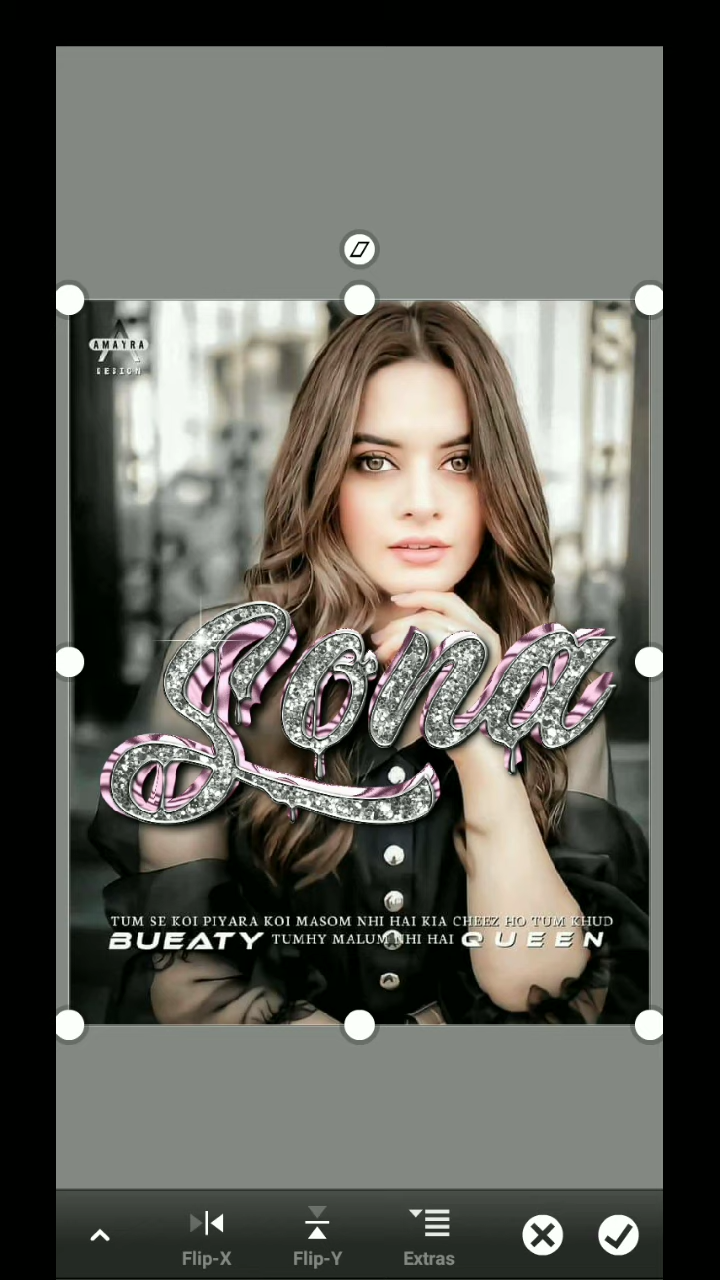 AMAYRA
DESIGN
Sona
TUM SE KOI PIYARA KOI MASOM NHI HAI KIA CHEEZ HO TUM KHUD
BUEATY TUMHY MALUM NHI HAI QUEEN
Flip-X Flip-Y Extras